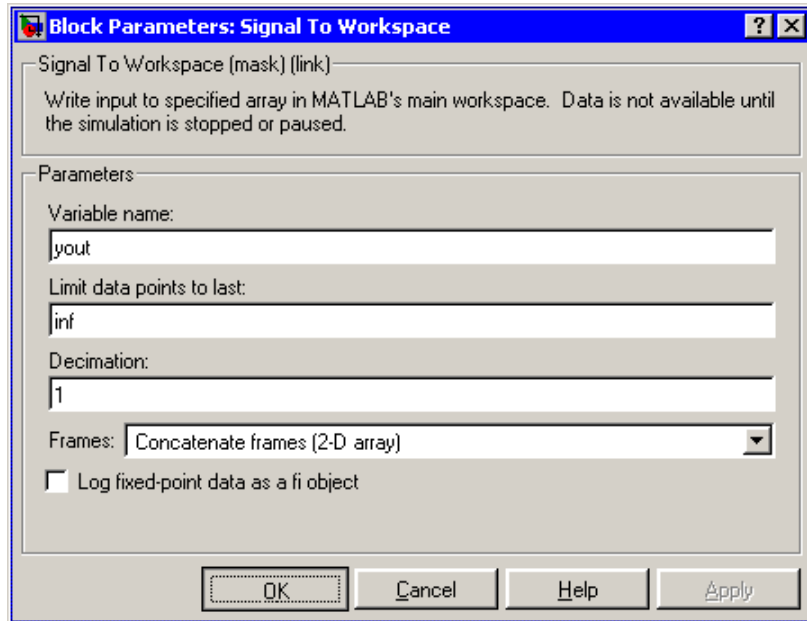 Block Parameters: Signal To Workspace
Signal To Workspace (mask) (link)
Write input to specified array in MATLAB's main workspace.  Data is not available until
the simulation is stopped or paused.
Parameters
Variable name:
yout
Limit data points to last:
inf
Decimation:
1
Frames: Concatenate frames (2-D array)
Log fixed-point data as a fi object
OK Cancel Help Apply